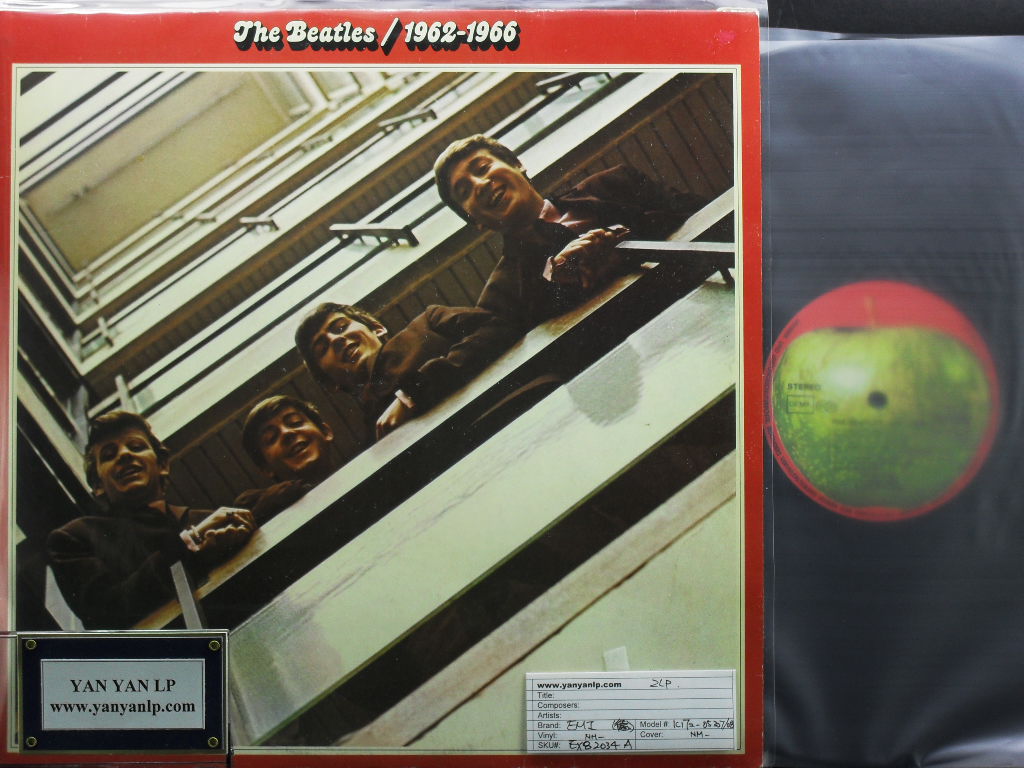 The Beatles / 1962-1966
STEREO
YAN YAN LP
www.yanyanlp.com
www.yanyanlp.com 2LP.
Title:
Composers:
Artists:
Brand: EMI Model #:
Vinyl: NM- Cover: NM-
SKU#: EXB2034A